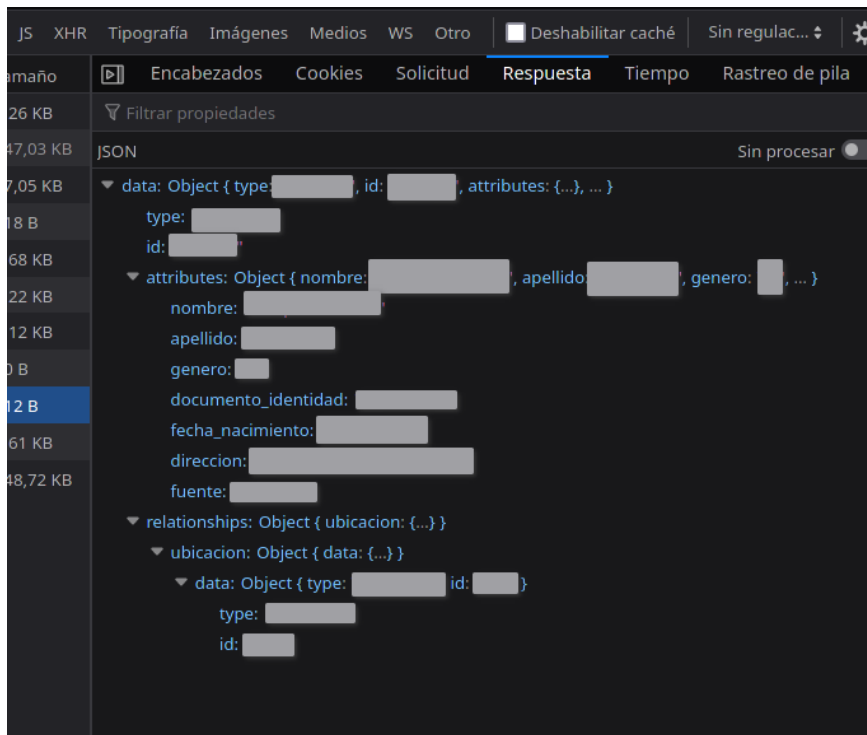 JS XHR Tipografía Imágenes Medios WS Otro Deshabilitar caché Sin regulac...
amaño Encabezados Cookies Solicitud Respuesta Tiempo Rastreo de pila
26 KB Filtrar propiedades
47,03 KB JSON Sin procesar
7,05 KB data: Object { type: ', id: ', attributes: {…}, … }
18 B type:
id: "
68 KB
22 KB attributes: Object { nombre: ', apellido: ', genero: ', … }
nombre: '
12 KB apellido:
0 B genero:
12 B documento_identidad:
61 KB fecha_nacimiento:
direccion:
48,72 KB fuente:
relationships: Object { ubicacion: {…} }
ubicacion: Object { data: {…} }
data: Object { type: id: }
type:
id: